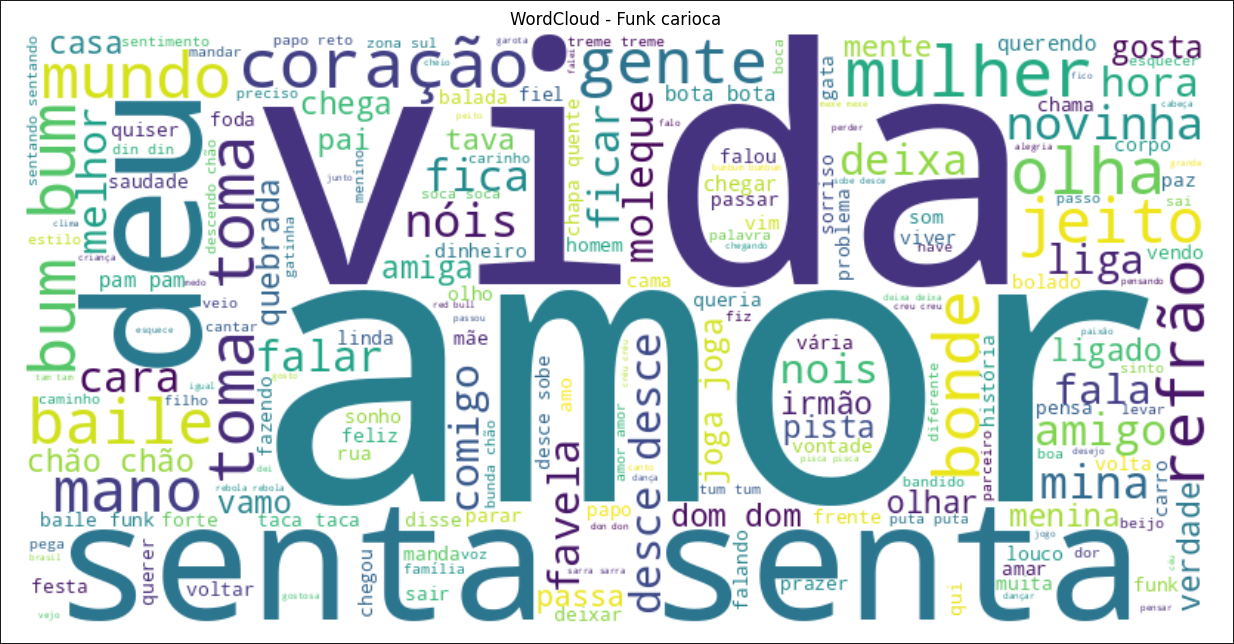 WordCloud - Funk carioca
sentando sentando
casa
sentimento
mandar
papo reto
zona sul
garota
treme treme
boca
mente
querendo
gosta
esquecer
mundo
coração
cheio
gente
mulher
hora
fico
gata
preciso
chega
balada
fiel
bota bota
mexe mexe
chama
cabeça
novinha
bum bum
melhor
deu
quiser
foda
din din
saudade
toma toma
pai
peito
tava
carinho
fica
junto
menino
soca soca
chapa quente
ficar
moleque
falo
vida
falou
bumbum bumbum
chegar
passar
perder
sorriso
deixa
sobe desce
alegria
corpo
grande
olha
paz
passo
sai
clima
estilo
descendo chao
quebrada
gatinha
nóis
dinheiro
homem
vim
palavra
chegando
problema
som
viver
have
jeito
liga
vendo
criança
pam pam
medo
amiga
olho
cama
bolado
pensando
veio
cantar
red bull
passou
queria
fiz
deixa deixa
creu creu
esquece
linda
mãe
amor
vária
bonde
história
paixão
ligado
sinto
refrão
tam tam
cara
igual
falar
gosto
desce sobe
amo
créu créu
desce desce
joga joga
nois
irmão
pista
diferente
fala
caminho
filho
fazendo
sonho
feliz
rua
comigo
vontade
pisca pisca
pensa
levar
baile
amor amor
amigo
chão chão
dei
bunda chão
favela
canto
dança
parceiro
boa
desejo
volta
mano
rebola rebola
vamo
tum tum
bandido
olhar
mina
carro
verdade
baile funk
forte
taca taca
disse
parar
papo
don don
dom dom
frente
puta puta
menina
beijo
pega
brasil
senta senta
manda
voz
família
falando
jogo
louco
dor
céu
festa
querer
voltar
gostosa
chegou
sair
sarra sarra
passa
deixar
prazer
qui
amar
muita
dançar
funk
pensar
vejo